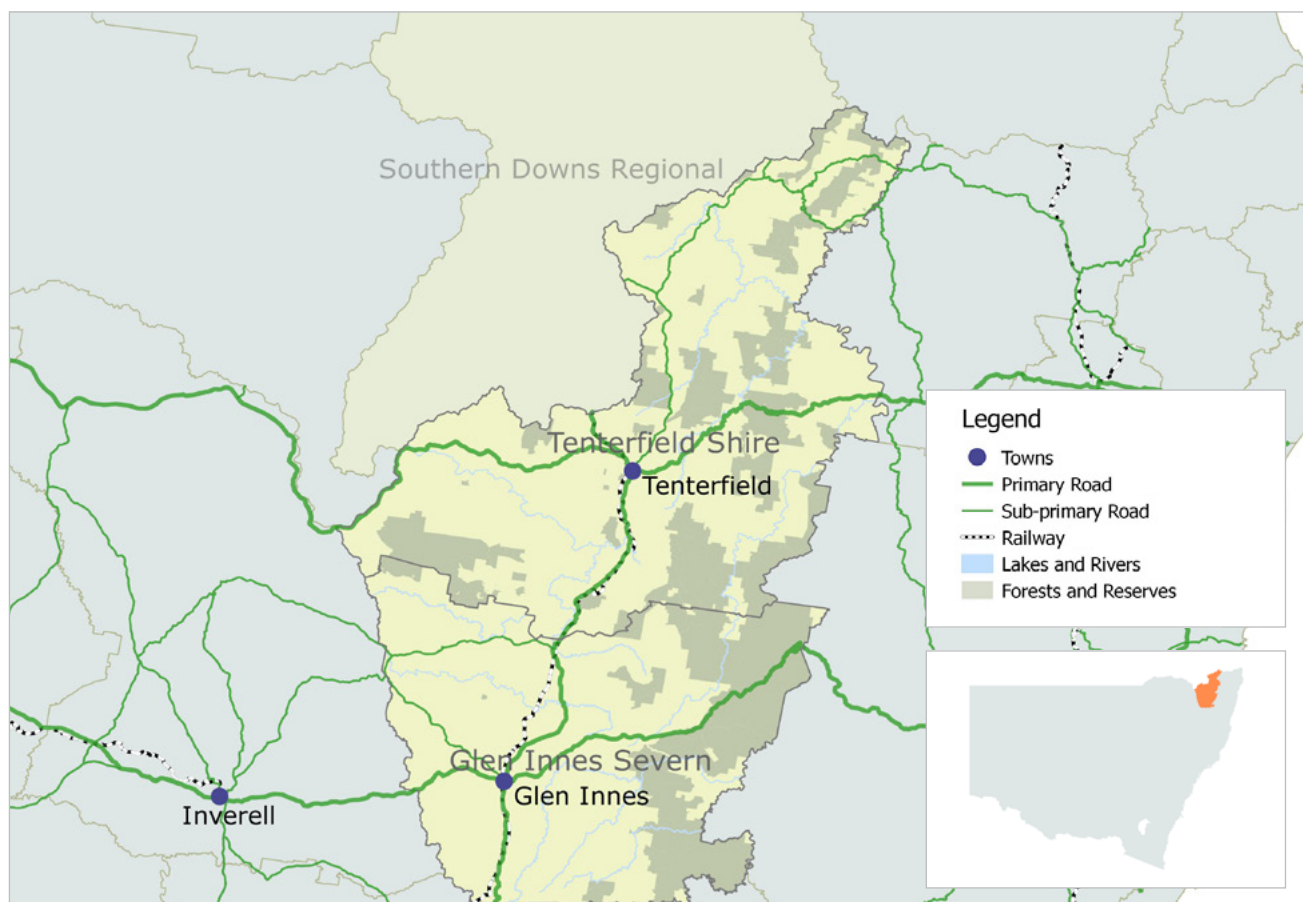 Southern Downs Regional
Tenterfield Shire
Tenterfield
Glen Innes Severn
Glen Innes
Inverell
Legend
Towns
Primary Road
Sub-primary Road
Railway
Lakes and Rivers
Forests and Reserves